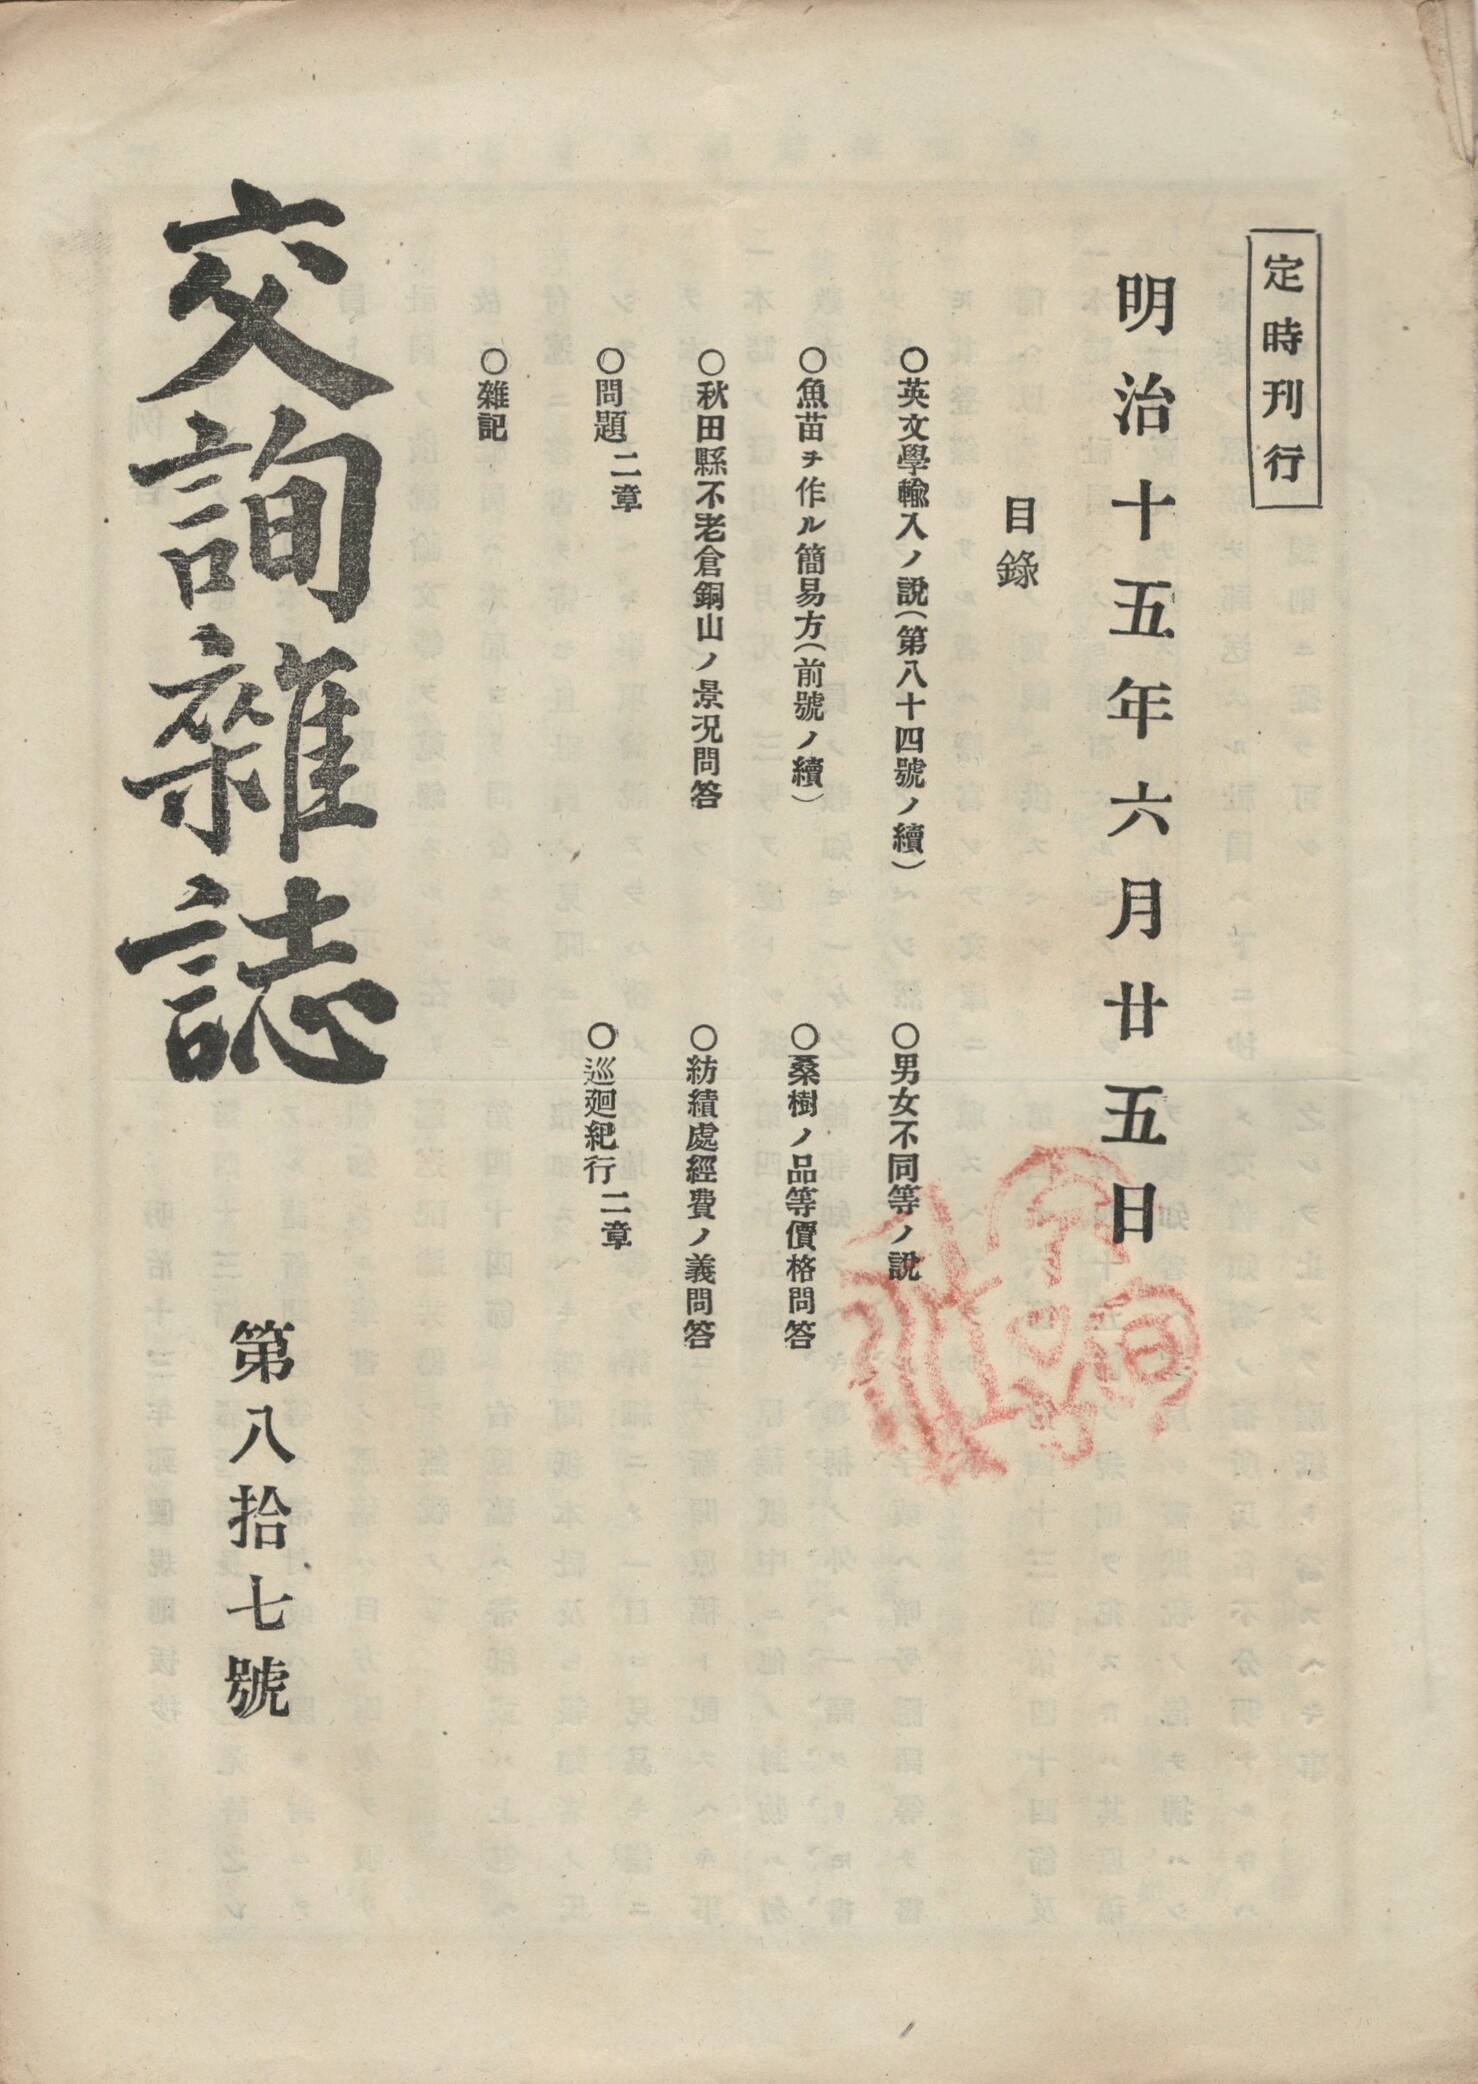 定時刊行
明治十五年六月廿五日
目錄
○英文學輸入ノ說（第八十四號ノ續）
○男女不同等ノ說
○魚苗ヲ作ル簡易方（前號ノ續）
○桑樹ノ品等價格問答
○秋田縣不老倉銅山ノ景况問答
○紡績處經費ノ義問答
○問題二章
○巡廻紀行二章
○雜記
交詢雜誌
第八拾七號